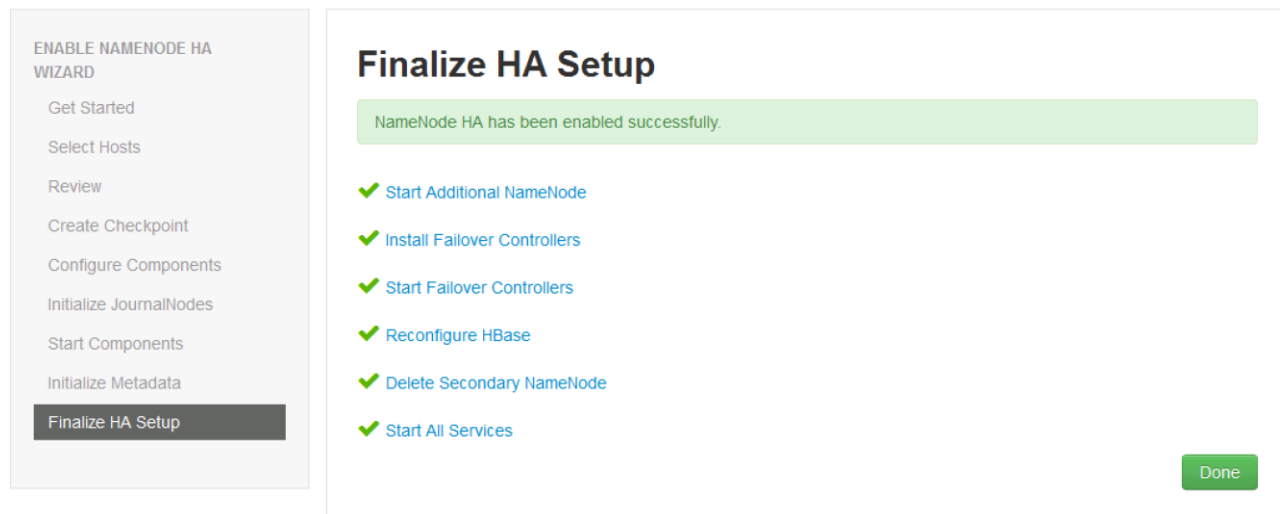 ENABLE NAMENODE HA
WIZARD
Get Started
Select Hosts
Review
Create Checkpoint
Configure Components
Initialize JournalNodes
Start Components
Initialize Metadata
Finalize HA Setup
Finalize HA Setup
NameNode HA has been enabled successfully.
Start Additional NameNode
Install Failover Controllers
Start Failover Controllers
Reconfigure HBase
Delete Secondary NameNode
Start All Services
Done